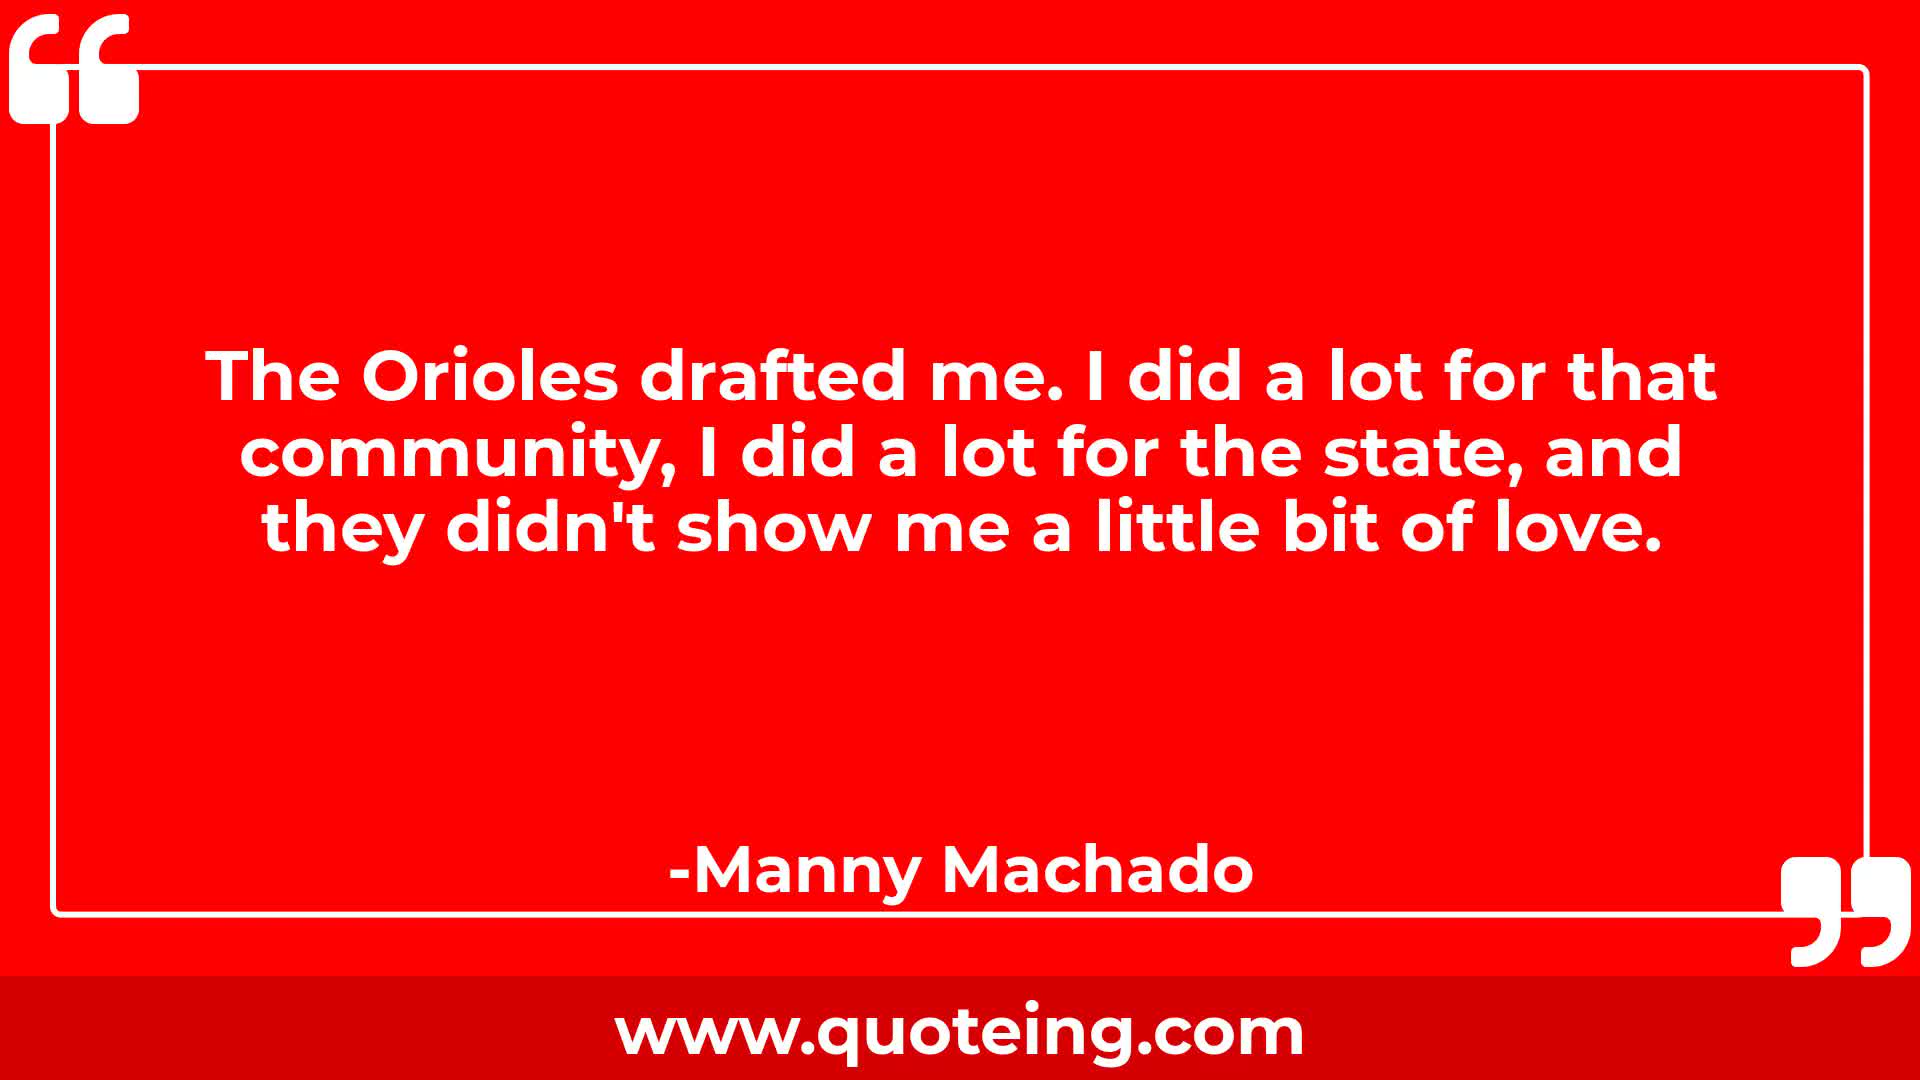 The Orioles drafted me. I did a lot for that
community, I did a lot for the state, and
they didn't show me a little bit of love.
-Manny Machado
www.quoteing.com